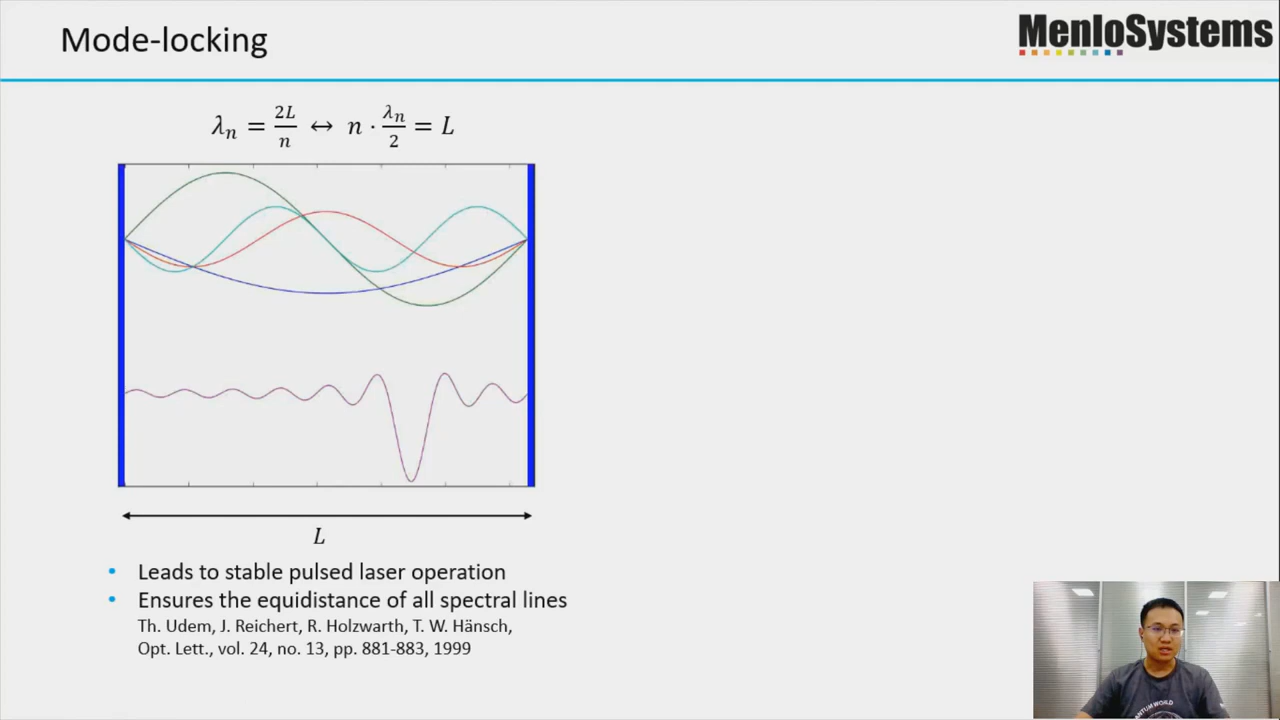 Mode-locking
MenloSystems
λₙ = 2L/n ↔ n · λₙ/2 = L
L
• Leads to stable pulsed laser operation
• Ensures the equidistance of all spectral lines
Th. Udem, J. Reichert, R. Holzwarth, T. W. Hänsch,
Opt. Lett., vol. 24, no. 13, pp. 881-883, 1999